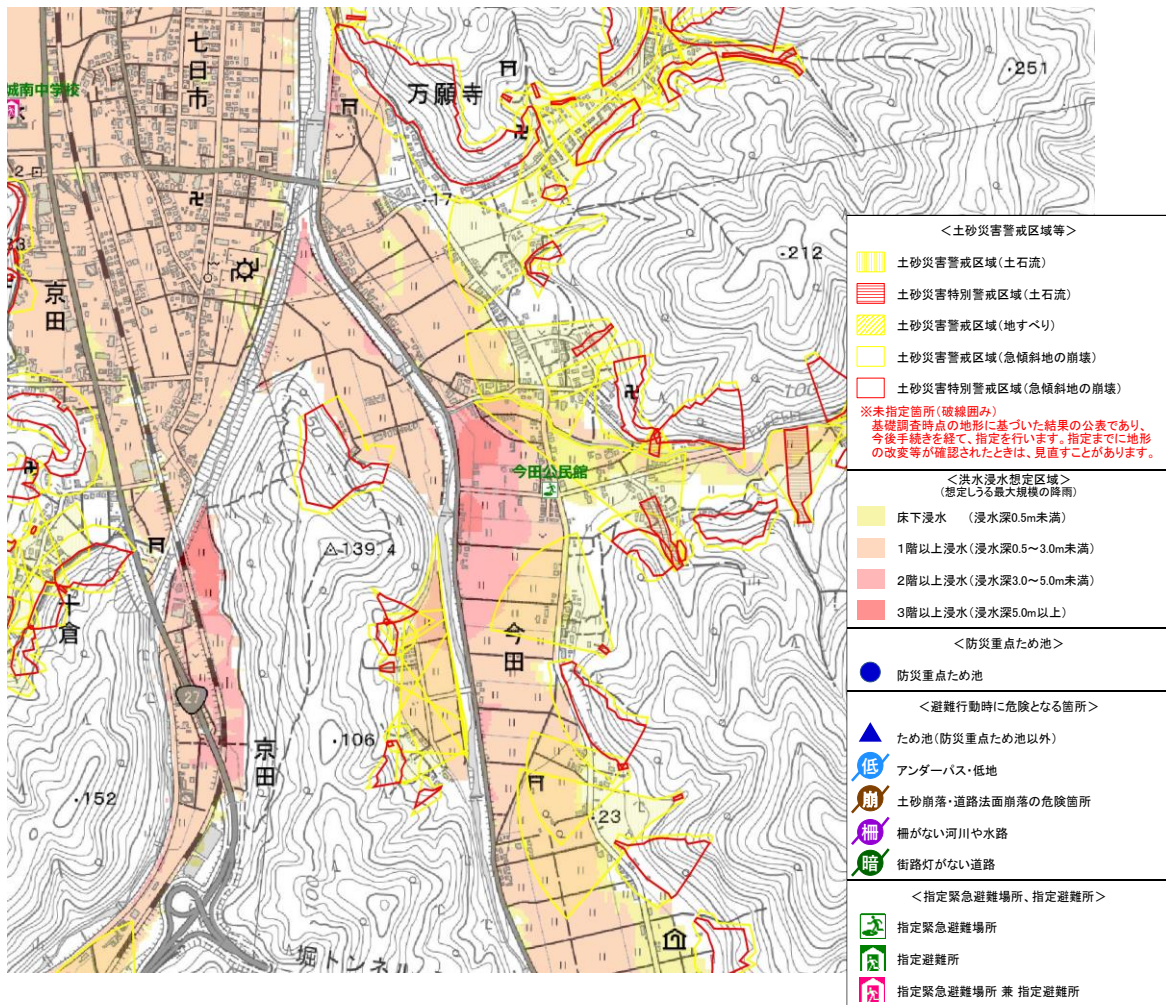 七日市
城南中学校
万願寺
251
17
212
京田
50
100
今田公民館
139.4
十倉
今田
27
106
京田
152
23
100
堀トンネル
<土砂災害警戒区域等>
土砂災害警戒区域(土石流)
土砂災害特別警戒区域(土石流)
土砂災害警戒区域(地すべり)
土砂災害警戒区域(急傾斜地の崩壊)
土砂災害特別警戒区域(急傾斜地の崩壊)
※未指定箇所(破線囲み)
基礎調査時点の地形に基づいた結果の公表であり、
今後手続きを経て、指定を行います。指定までに地形
の改変等が確認されたときは、見直すことがあります。
<洪水浸水想定区域>
(想定しうる最大規模の降雨)
床下浸水 (浸水深0.5m未満)
1階以上浸水(浸水深0.5~3.0m未満)
2階以上浸水(浸水深3.0~5.0m未満)
3階以上浸水(浸水深5.0m以上)
<防災重点ため池>
防災重点ため池
<避難行動時に危険となる箇所>
ため池(防災重点ため池以外)
低 アンダーパス・低地
崩 土砂崩落・道路法面崩落の危険箇所
柵 柵がない河川や水路
暗 街路灯がない道路
<指定緊急避難場所、指定避難所>
指定緊急避難場所
指定避難所
指定緊急避難場所 兼 指定避難所